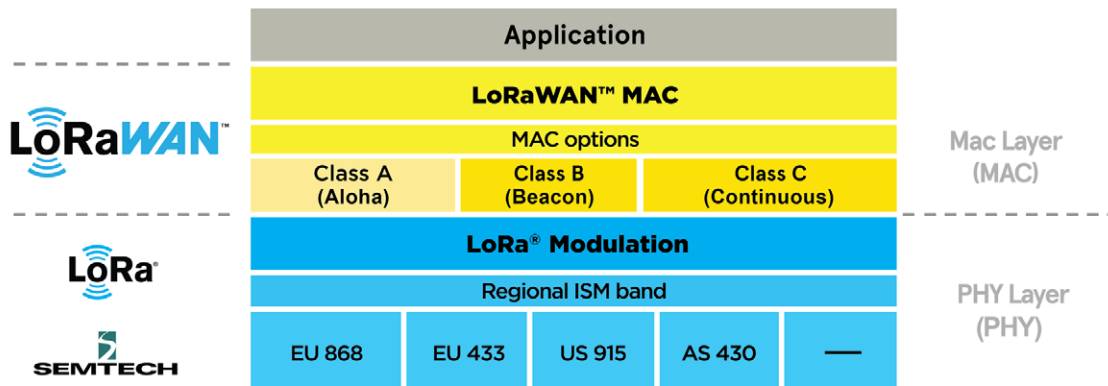 Application
LoRaWAN™ MAC
LoRaWAN™
MAC options
Mac Layer
(MAC)
Class A
(Aloha)
Class B
(Beacon)
Class C
(Continuous)
LoRa® Modulation
LoRa®
Regional ISM band
PHY Layer
(PHY)
SEMTECH
EU 868
EU 433
US 915
AS 430
—